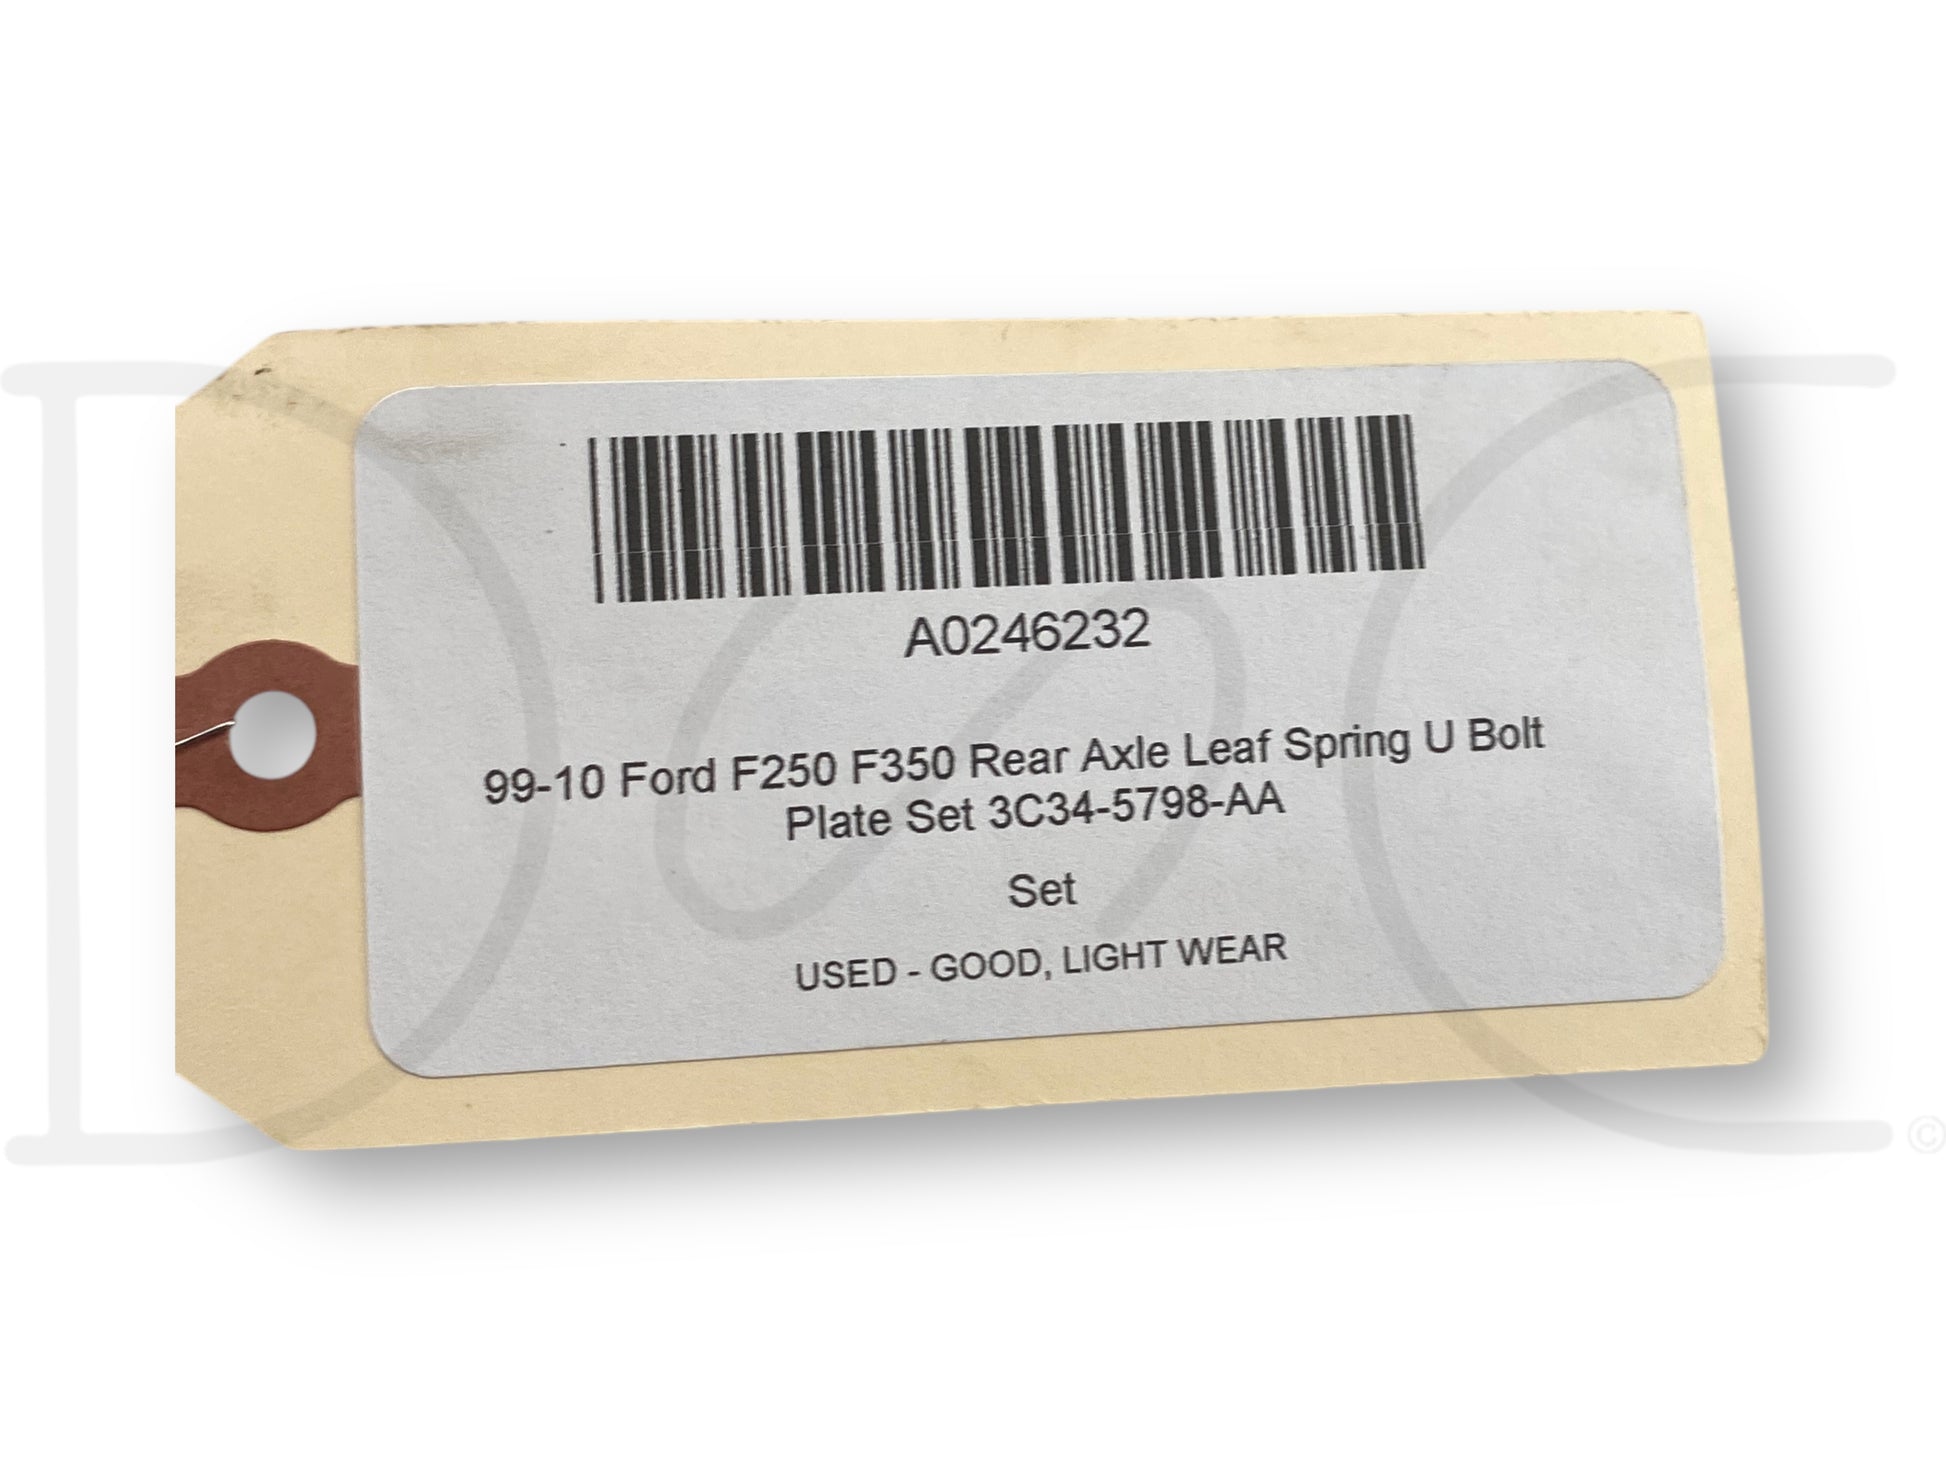 A0246232
99-10 Ford F250 F350 Rear Axle Leaf Spring U Bolt
Plate Set 3C34-5798-AA
Set
USED - GOOD, LIGHT WEAR
©